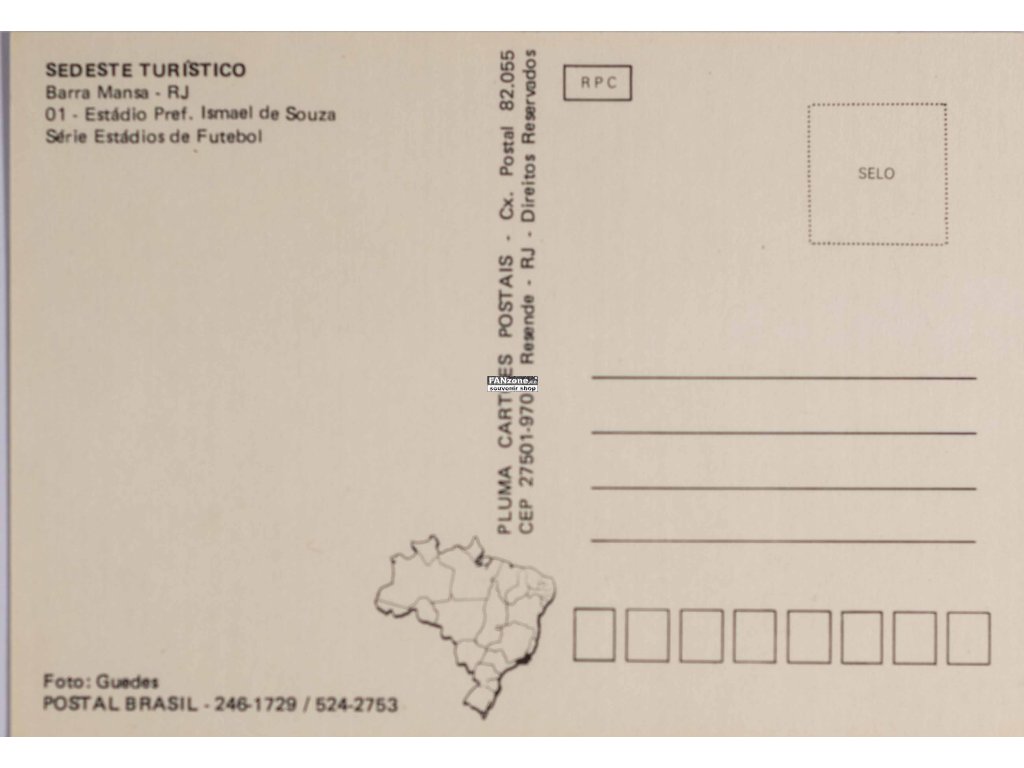 SEDESTE TURÍSTICO
Barra Mansa - RJ
01 - Estádio Pref. Ismael de Souza
Série Estádios de Futebol
PLUMA CARTÕES POSTAIS - Cx. Postal 82.055
CEP 27501-970 Resende - RJ - Direitos Reservados
RPC
SELO
FANzone.cz
souvenir shop
Foto: Guedes
POSTAL BRASIL - 246-1729 / 524-2753